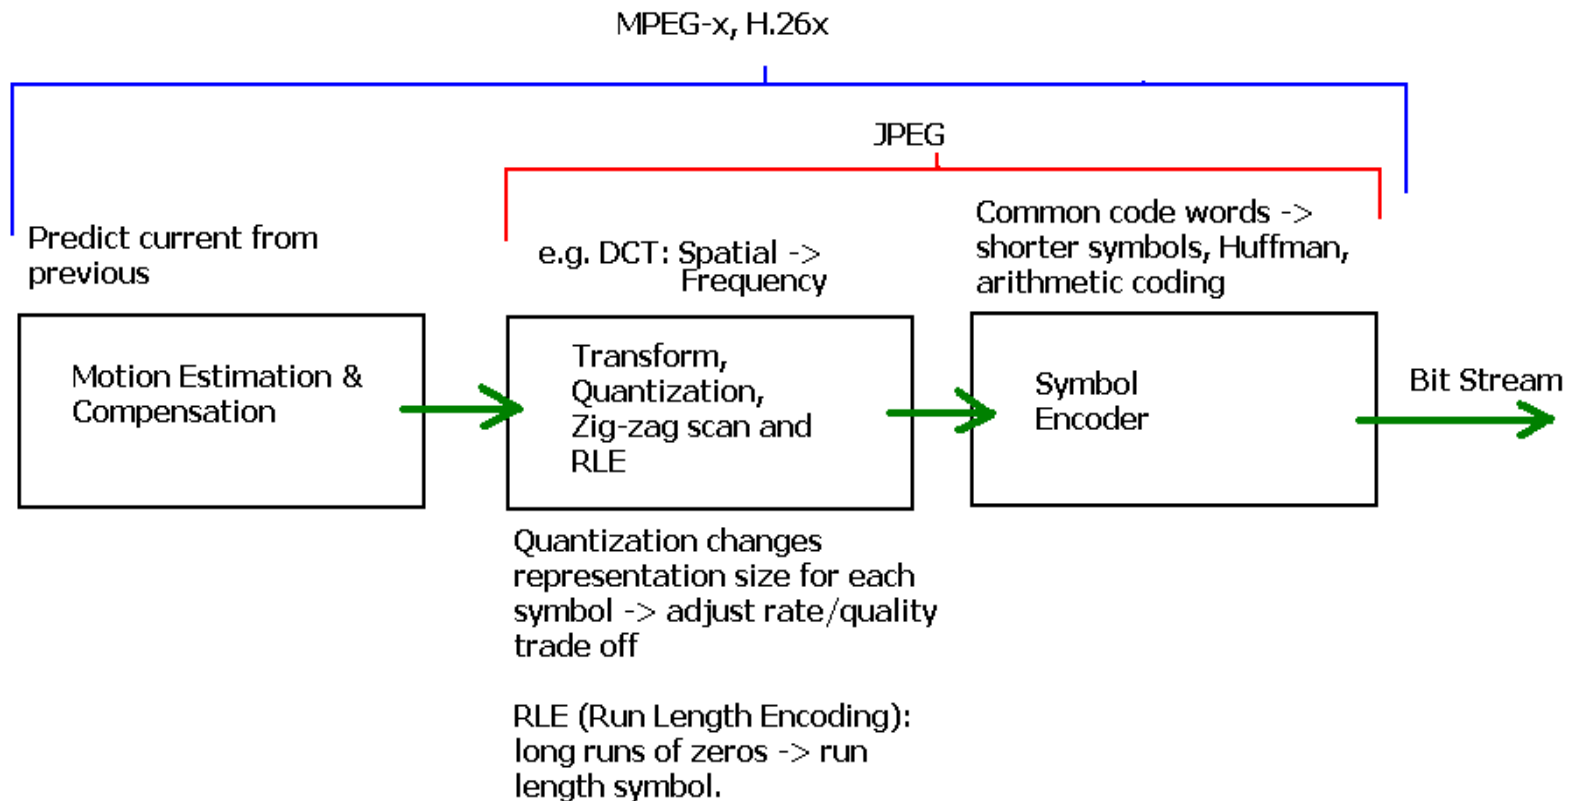 MPEG-x, H.26x
JPEG
Predict current from
previous
e.g. DCT: Spatial ->
Frequency
Common code words ->
shorter symbols, Huffman,
arithmetic coding
Motion Estimation &
Compensation
Transform,
Quantization,
Zig-zag scan and
RLE
Symbol
Encoder
Bit Stream
Quantization changes
representation size for each
symbol -> adjust rate/quality
trade off
RLE (Run Length Encoding):
long runs of zeros -> run
length symbol.